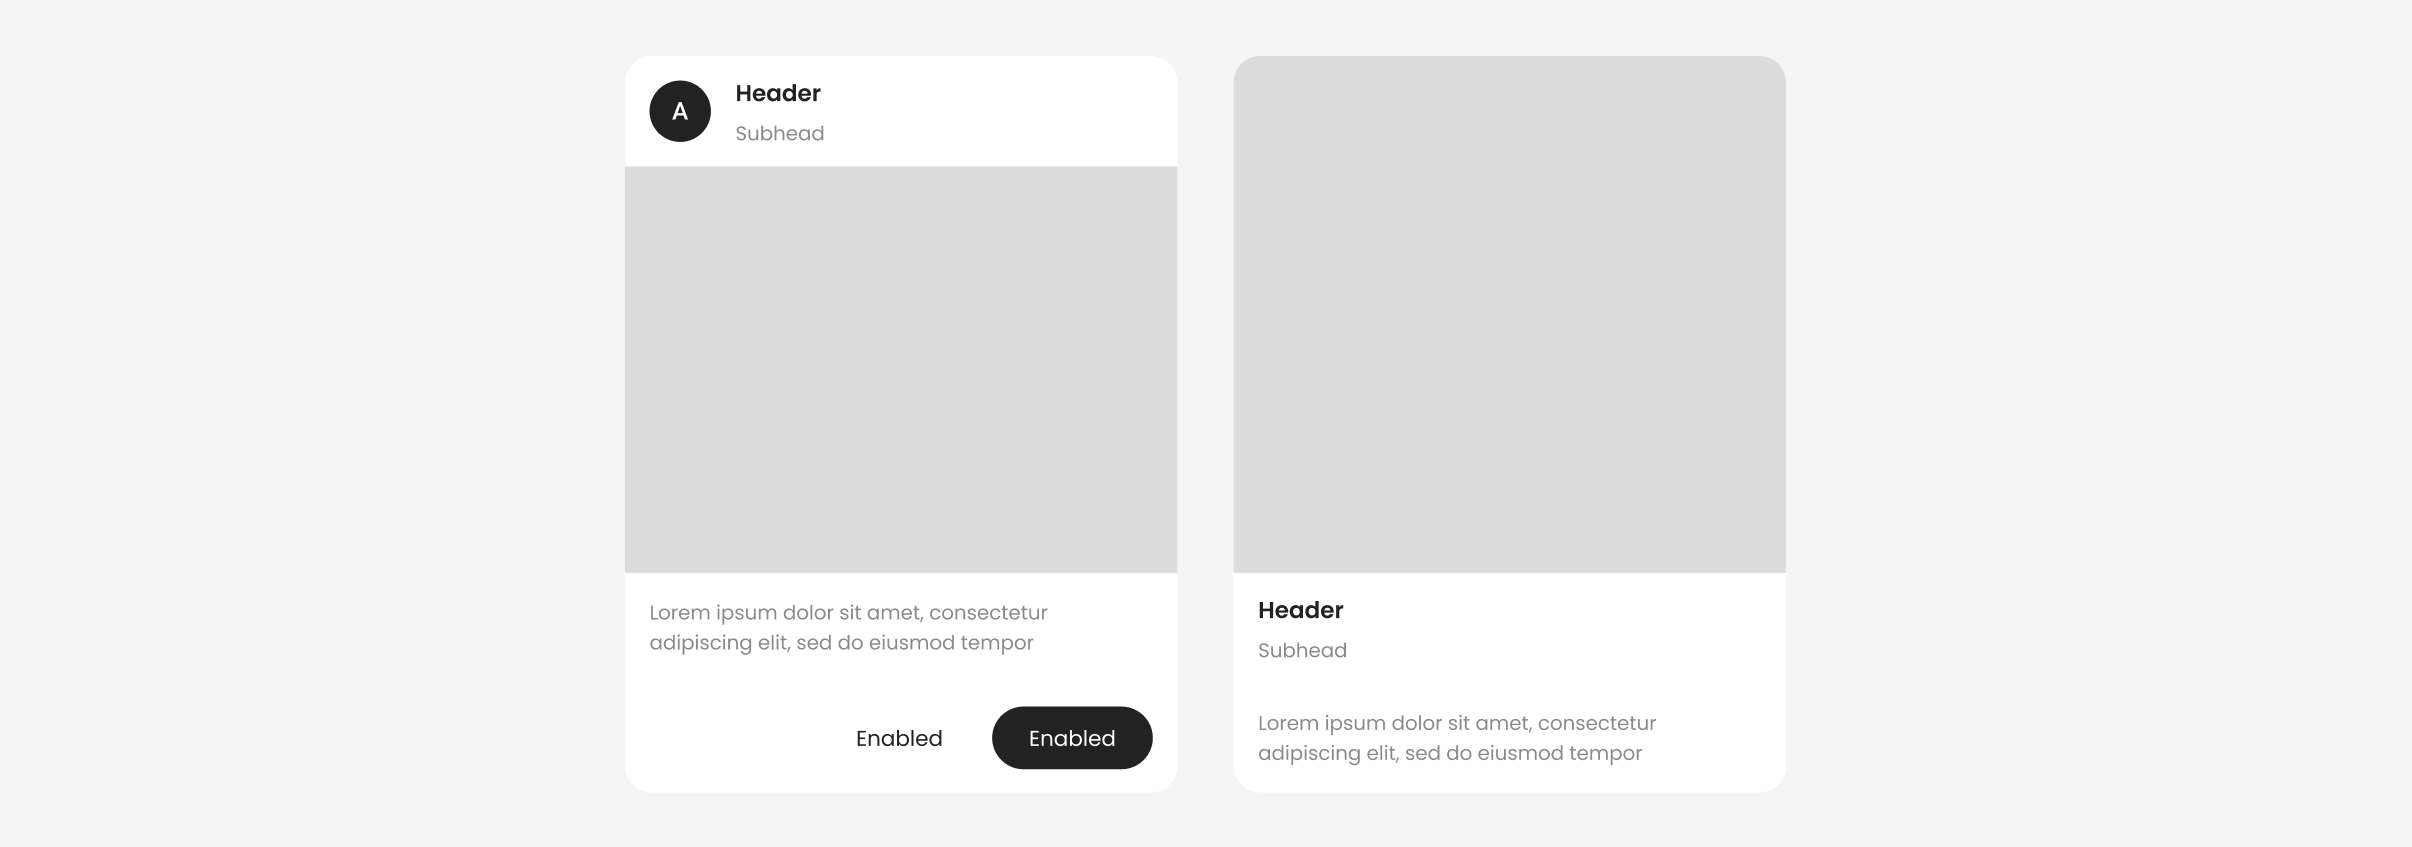 A
Header
Subhead
Lorem ipsum dolor sit amet, consectetur
adipiscing elit, sed do eiusmod tempor
Enabled
Enabled
Header
Subhead
Lorem ipsum dolor sit amet, consectetur
adipiscing elit, sed do eiusmod tempor